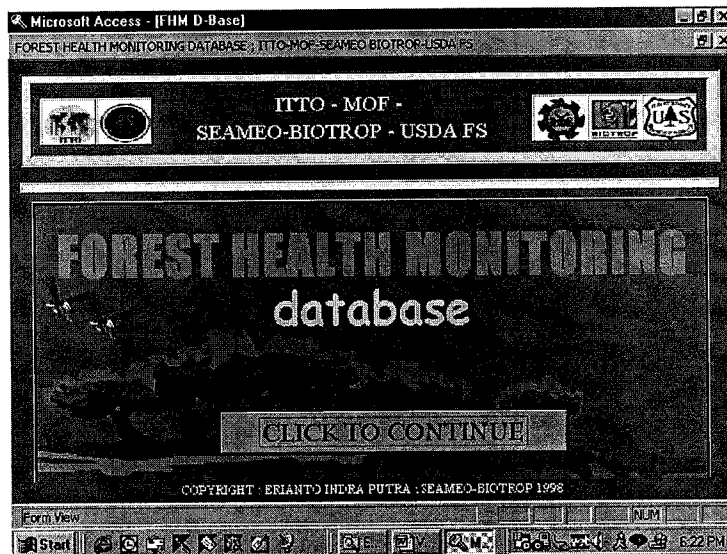 Microsoft Access - [FHM D-Base]
FOREST HEALTH MONITORING DATABASE ; ITTO-MOF-SEAMEO BIOTROP-USDA FS
ITTO - MOF -
SEAMEO-BIOTROP - USDA FS
ITTO
BIOTROP
U S
FOREST HEALTH MONITORING
database
CLICK TO CONTINUE
COPYRIGHT : ERIANTO INDRA PUTRA : SEAMEO-BIOTROP 1998
Form View
NUM
Start
6:22 PM